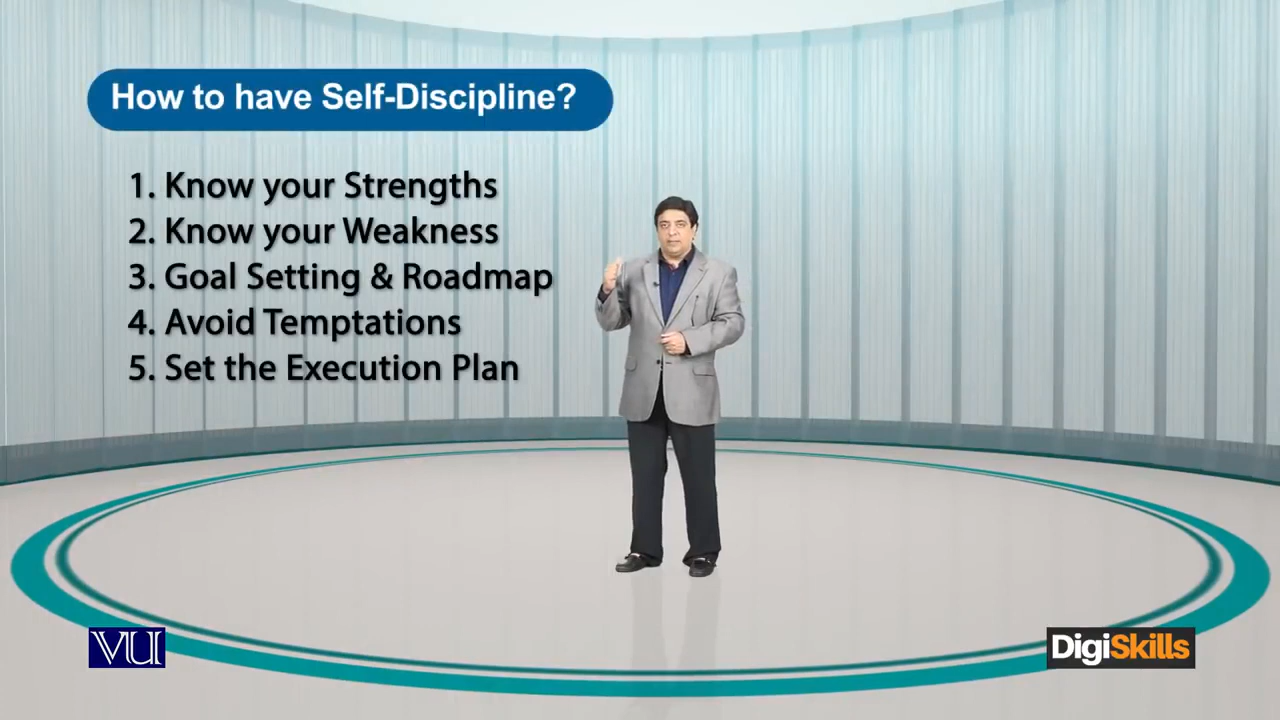 How to have Self-Discipline?
1. Know your Strengths
2. Know your Weakness
3. Goal Setting & Roadmap
4. Avoid Temptations
5. Set the Execution Plan
VU
DigiSkills